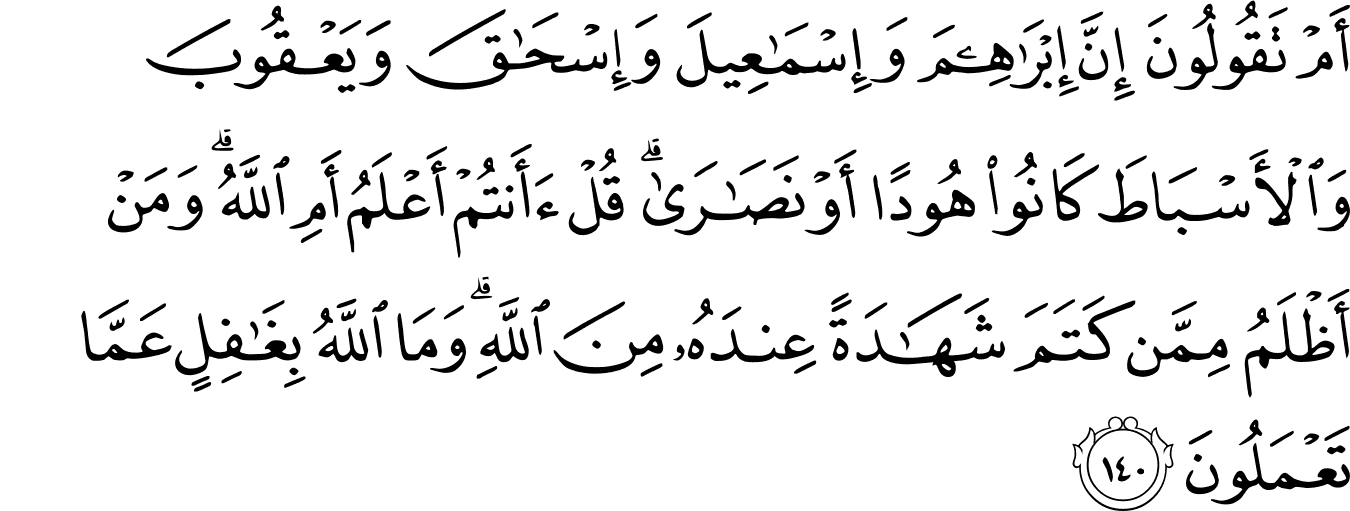 أَمْ تَقُولُونَ إِنَّ إِبْرَٰهِـۧمَ وَإِسْمَٰعِيلَ وَإِسْحَٰقَ وَيَعْقُوبَ
وَٱلْأَسْبَاطَ كَانُوا۟ هُودًا أَوْ نَصَٰرَىٰ ۗ قُلْ ءَأَنتُمْ أَعْلَمُ أَمِ ٱللَّهُ ۗ وَمَنْ
أَظْلَمُ مِمَّن كَتَمَ شَهَٰدَةً عِندَهُۥ مِنَ ٱللَّهِ ۗ وَمَا ٱللَّهُ بِغَٰفِلٍ عَمَّا
تَعْمَلُونَ ١٤٠